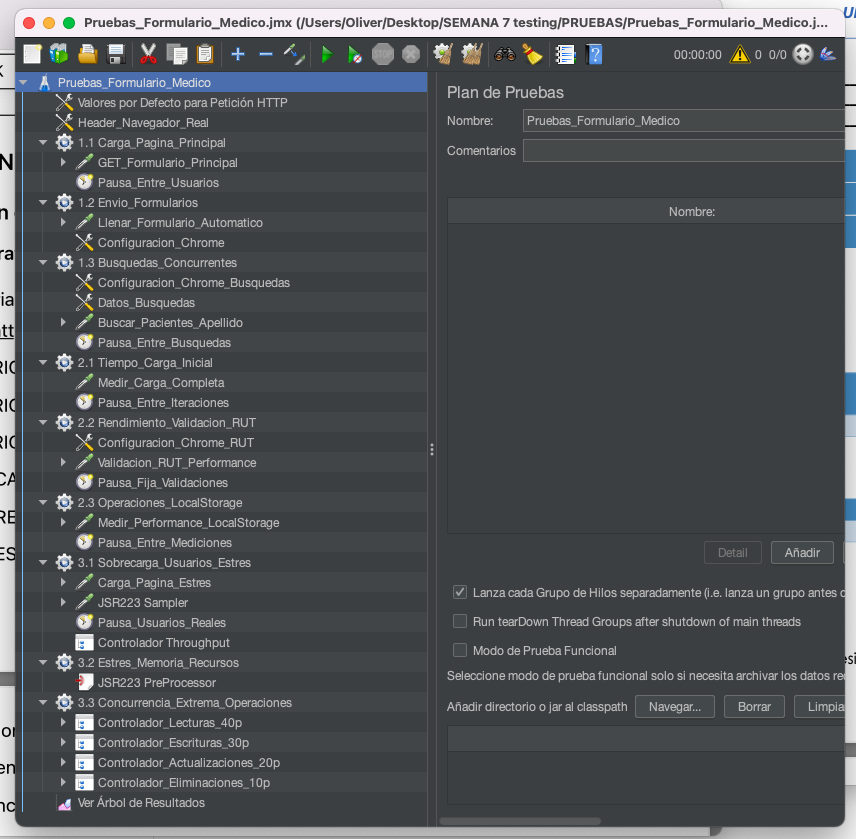 Pruebas_Formulario_Medico.jmx (/Users/Oliver/Desktop/SEMANA 7 testing/PRUEBAS/Pruebas_Formulario_Medico.j...
00:00:00 0 0/0
Pruebas_Formulario_Medico
Valores por Defecto para Petición HTTP
Header_Navegador_Real
1.1 Carga_Pagina_Principal
GET_Formulario_Principal
Pausa_Entre_Usuarios
1.2 Envio_Formularios
Llenar_Formulario_Automatico
Configuracion_Chrome
1.3 Busquedas_Concurrentes
Configuracion_Chrome_Busquedas
Datos_Busquedas
Buscar_Pacientes_Apellido
Pausa_Entre_Busquedas
2.1 Tiempo_Carga_Inicial
Medir_Carga_Completa
Pausa_Entre_Iteraciones
2.2 Rendimiento_Validacion_RUT
Configuracion_Chrome_RUT
Validacion_RUT_Performance
Pausa_Fija_Validaciones
2.3 Operaciones_LocalStorage
Medir_Performance_LocalStorage
Pausa_Entre_Mediciones
3.1 Sobrecarga_Usuarios_Estres
Carga_Pagina_Estres
JSR223 Sampler
Pausa_Usuarios_Reales
Controlador Throughput
3.2 Estres_Memoria_Recursos
JSR223 PreProcessor
3.3 Concurrencia_Extrema_Operaciones
Controlador_Lecturas_40p
Controlador_Escrituras_30p
Controlador_Actualizaciones_20p
Controlador_Eliminaciones_10p
Ver Árbol de Resultados
Plan de Pruebas
Nombre: Pruebas_Formulario_Medico
Comentarios
Nombre:
Detail Añadir
Lanza cada Grupo de Hilos separadamente (i.e. lanza un grupo antes
Run tearDown Thread Groups after shutdown of main threads
Modo de Prueba Funcional
Seleccione modo de prueba funcional solo si necesita archivar los datos re
Añadir directorio o jar al classpath Navegar... Borrar Limpia